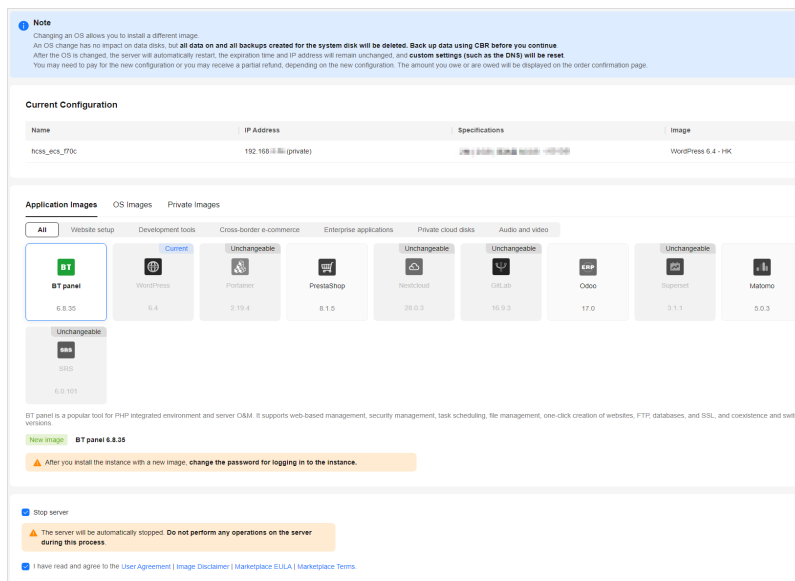 Note
Changing an OS allows you to install a different image.
An OS change has no impact on data disks, but all data on and all backups created for the system disk will be deleted. Back up data using CBR before you continue.
After the OS is changed, the server will automatically restart, the expiration time and IP address will remain unchanged, and custom settings (such as the DNS) will be reset.
You may need to pay for the new configuration or you may receive a partial refund, depending on the new configuration. The amount you owe or are owed will be displayed on the order confirmation page.
Current Configuration
Name IP Address Specifications Image
hcss_ecs_f70c 192.168 (private) WordPress 6.4 - HK
Application Images OS Images Private Images
All Website setup Development tools Cross-border e-commerce Enterprise applications Private cloud disks Audio and video
Current Unchangeable Unchangeable Unchangeable Unchangeable
BT ERP
BT panel WordPress Portainer PrestaShop Nextcloud GitLab Odoo Superset Matomo
6.8.35 6.4 2.19.4 8.1.5 28.0.3 16.9.3 17.0 3.1.1 5.0.3
Unchangeable
SRS
SRS
6.0.101
BT panel is a popular tool for PHP integrated environment and server O&M. It supports web-based management, security management, task scheduling, file management, one-click creation of websites, FTP, databases, and SSL, and coexistence and swit
versions.
New image BT panel 6.8.35
After you install the instance with a new image, change the password for logging in to the instance.
Stop server
The server will be automatically stopped. Do not perform any operations on the server
during this process.
I have read and agree to the User Agreement | Image Disclaimer | Marketplace EULA | Marketplace Terms.